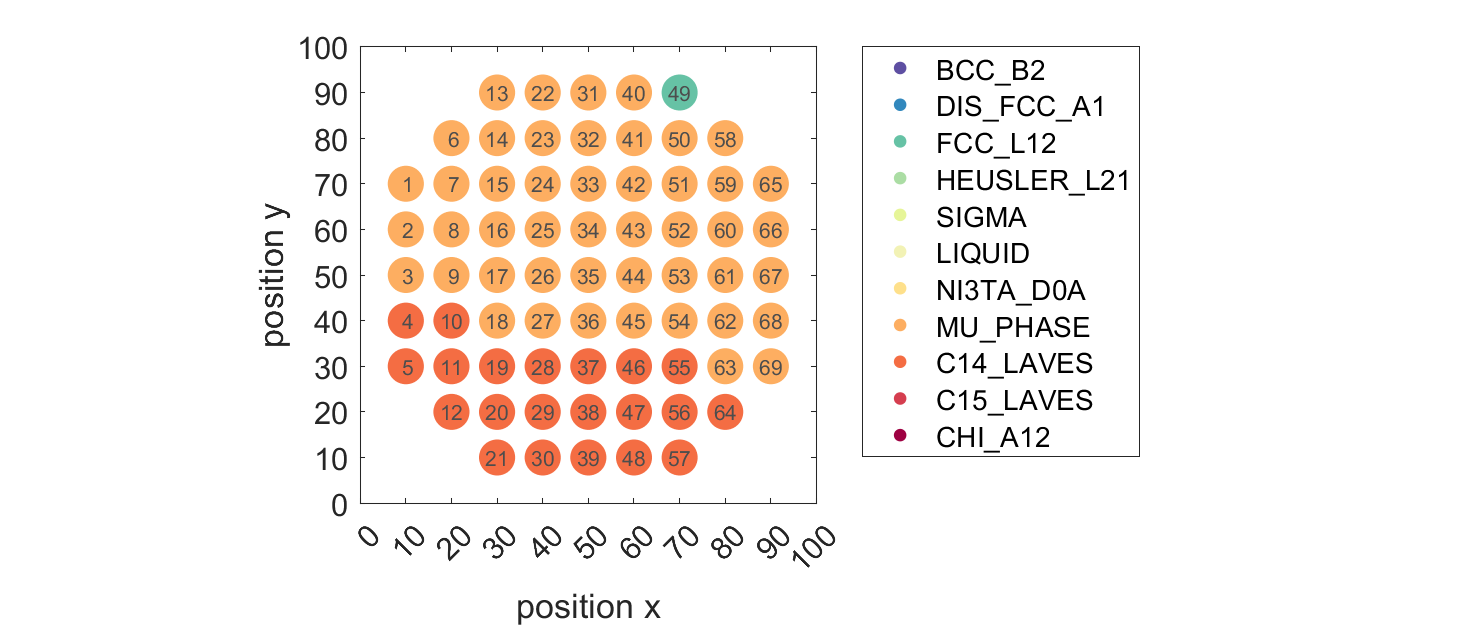 100
90
80
70
60
50
40
30
20
10
0
position y
13 22 31 40 49
6 14 23 32 41 50 58
1 7 15 24 33 42 51 59 65
2 8 16 25 34 43 52 60 66
3 9 17 26 35 44 53 61 67
4 10 18 27 36 45 54 62 68
5 11 19 28 37 46 55 63 69
12 20 29 38 47 56 64
21 30 39 48 57
0 10 20 30 40 50 60 70 80 90 100
position x
BCC_B2
DIS_FCC_A1
FCC_L12
HEUSLER_L21
SIGMA
LIQUID
NI3TA_D0A
MU_PHASE
C14_LAVES
C15_LAVES
CHI_A12